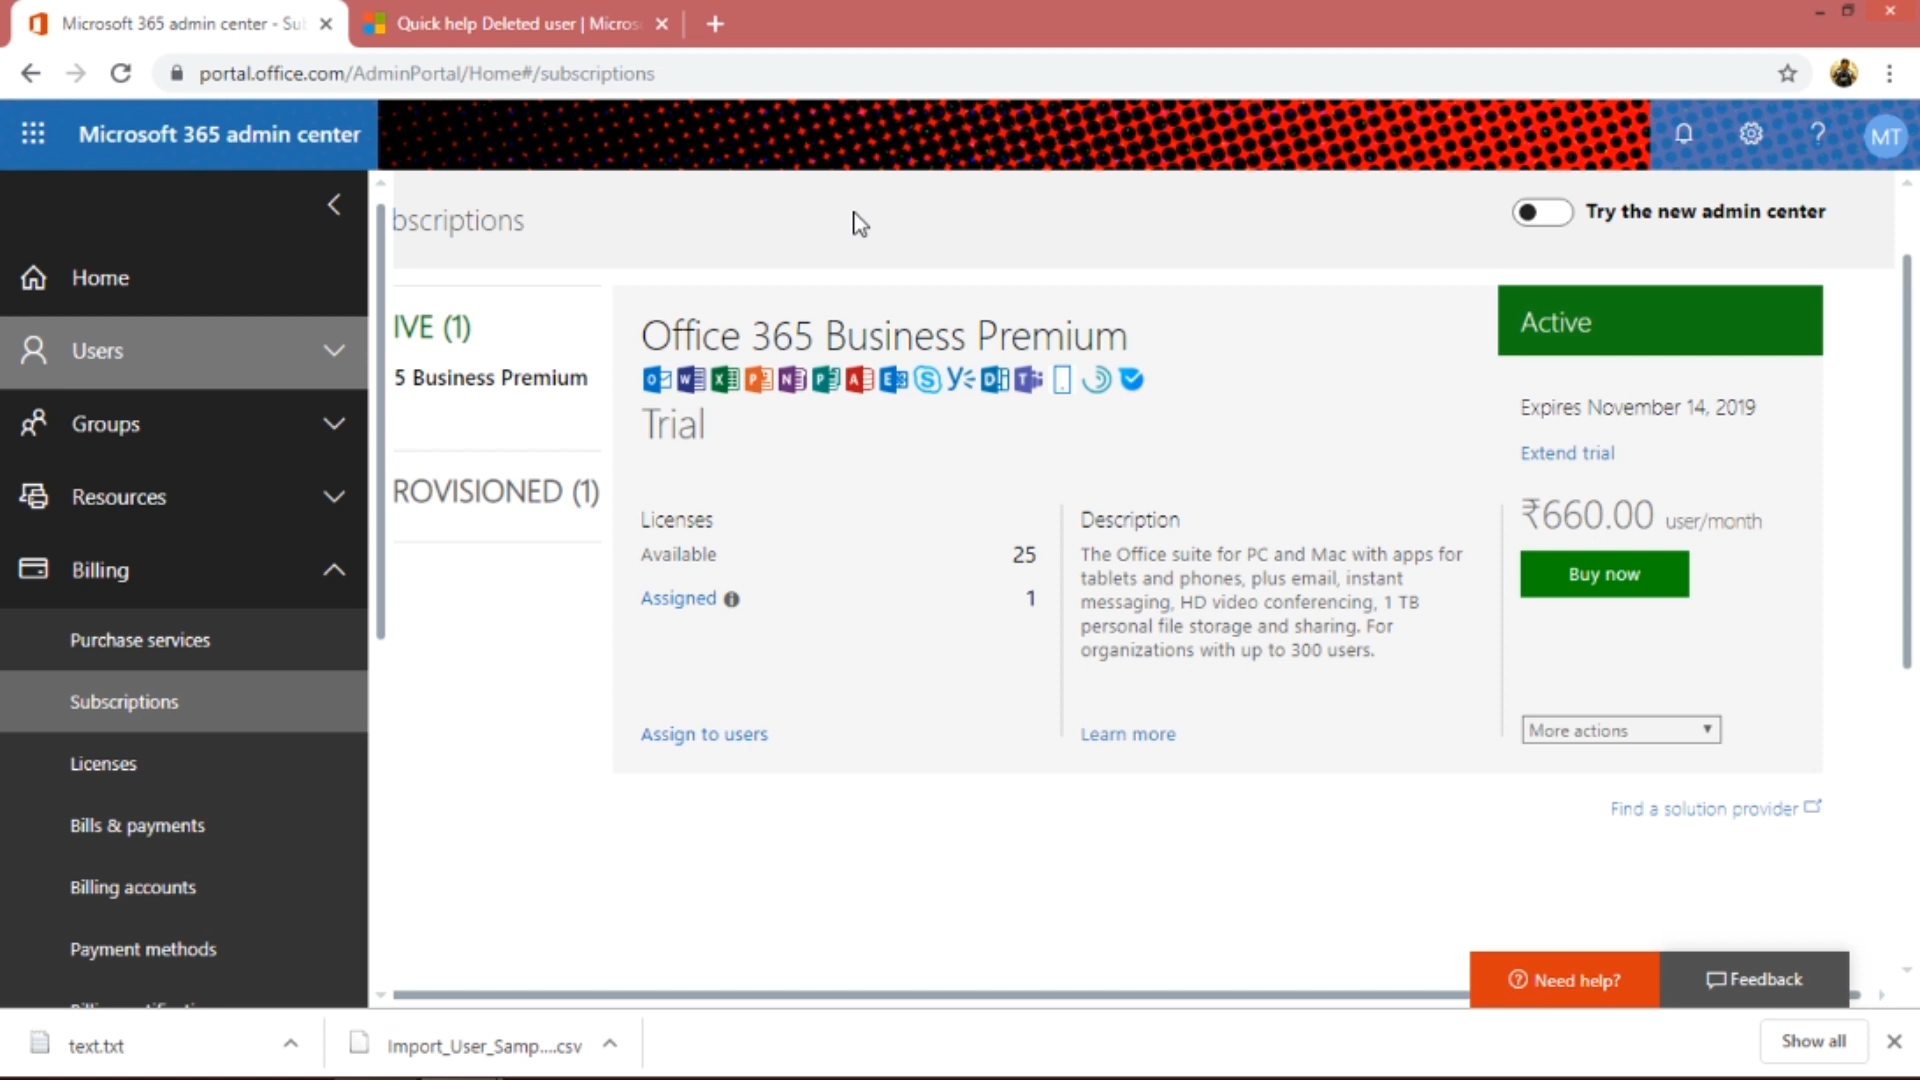 Microsoft 365 admin center - Su
Quick help Deleted user | Micros
portal.office.com/AdminPortal/Home#/subscriptions
Microsoft 365 admin center
MT
bscriptions
Try the new admin center
Home
Users
Groups
Resources
Billing
Purchase services
Subscriptions
Licenses
Bills & payments
Billing accounts
Payment methods
IVE (1)
5 Business Premium
ROVISIONED (1)
Office 365 Business Premium
Trial
Licenses
Available 25
Assigned 1
Assign to users
Description
The Office suite for PC and Mac with apps for
tablets and phones, plus email, instant
messaging, HD video conferencing, 1 TB
personal file storage and sharing. For
organizations with up to 300 users.
Learn more
Active
Expires November 14, 2019
Extend trial
₹660.00 user/month
Buy now
More actions
Find a solution provider
Need help?
Feedback
text.txt
Import_User_Samp....csv
Show all